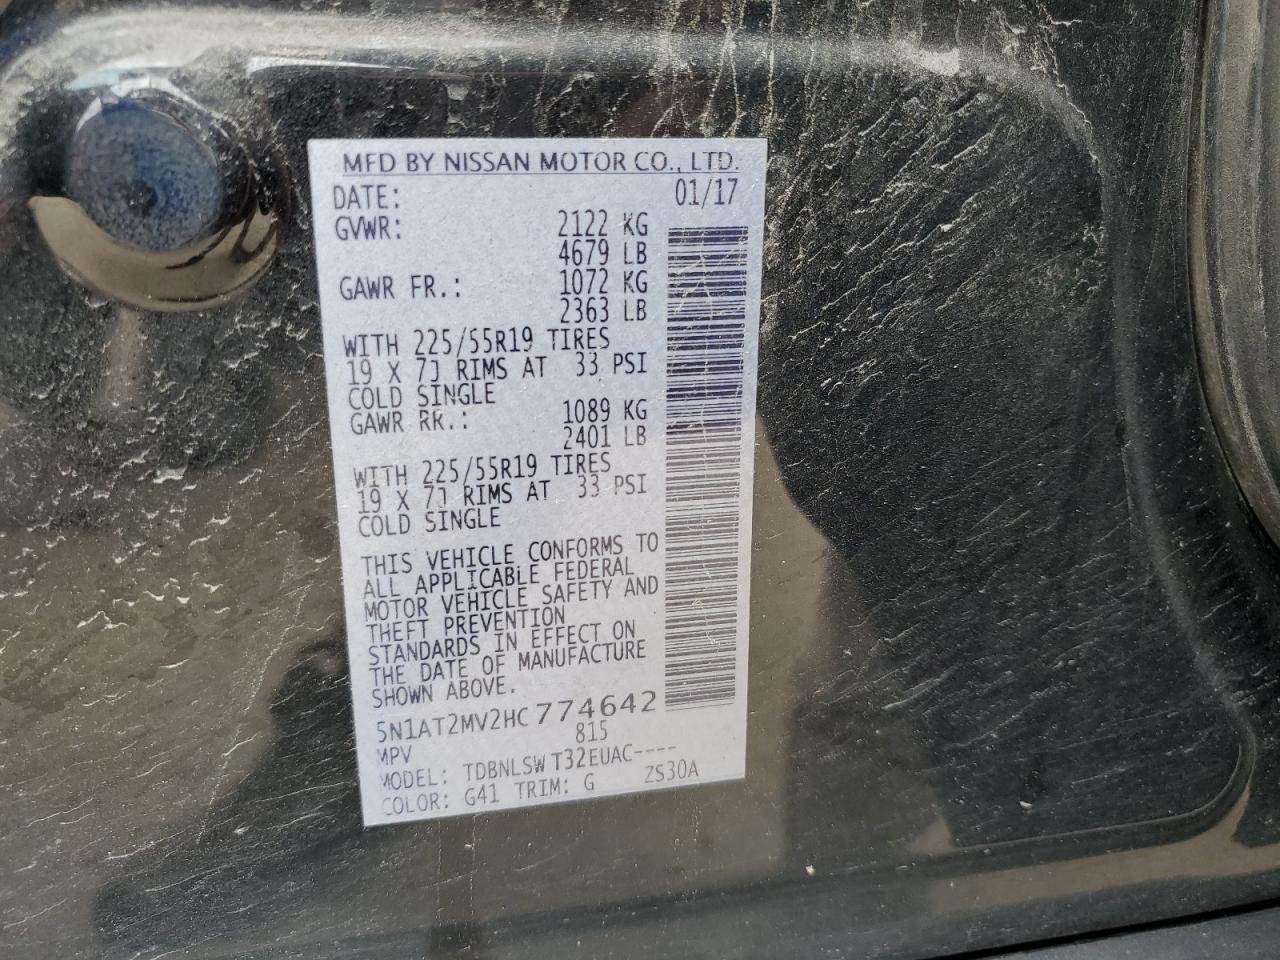 MFD BY NISSAN MOTOR CO., LTD.
DATE: 01/17
GVWR: 2122 KG
4679 LB
GAWR FR.: 1072 KG
2363 LB
WITH 225/55R19 TIRES
19 X 7J RIMS AT 33 PSI
COLD SINGLE
GAWR RR.: 1089 KG
2401 LB
WITH 225/55R19 TIRES
19 X 7J RIMS AT 33 PSI
COLD SINGLE
THIS VEHICLE CONFORMS TO
ALL APPLICABLE FEDERAL
MOTOR VEHICLE SAFETY AND
THEFT PREVENTION
STANDARDS IN EFFECT ON
THE DATE OF MANUFACTURE
SHOWN ABOVE.
5N1AT2MV2HC774642
MPV 815
MODEL: TDBNLSW T32EUAC----
COLOR: G41 TRIM: G ZS30A